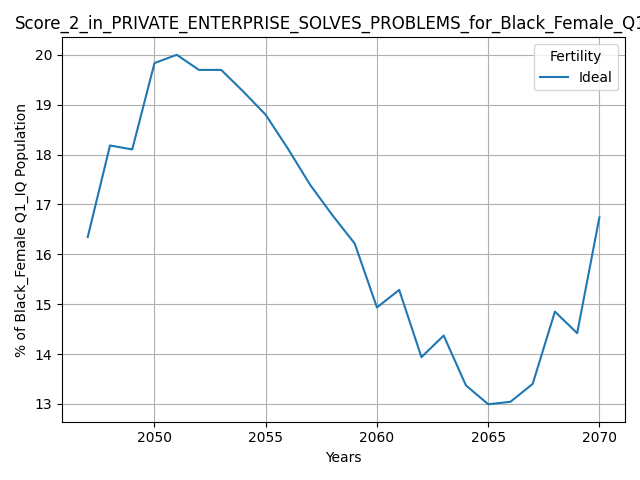 Score_2_in_PRIVATE_ENTERPRISE_SOLVES_PROBLEMS_for_Black_Female_Q1
Fertility
Ideal
% of Black_Female Q1_IQ Population
20
19
18
17
16
15
14
13
2050
2055
2060
2065
2070
Years